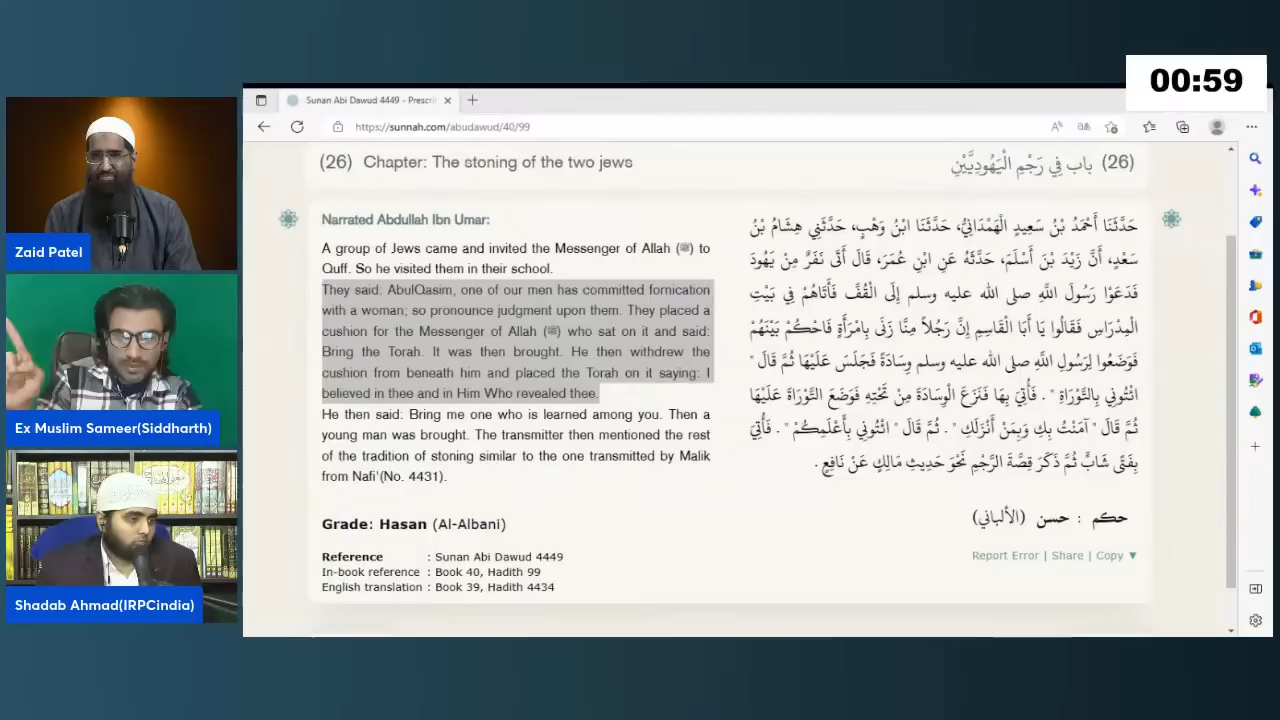 00:59
Sunan Abi Dawud 4449 - Prescri
https://sunnah.com/abudawud/40/99
(26) Chapter: The stoning of the two jews
(26) باب فِي رَجْمِ الْيَهُودِيَّيْنِ
Narrated Abdullah Ibn Umar:
A group of Jews came and invited the Messenger of Allah (ﷺ) to
Quff. So he visited them in their school.
They said: AbulQasim, one of our men has committed fornication
with a woman; so pronounce judgment upon them. They placed a
cushion for the Messenger of Allah (ﷺ) who sat on it and said:
Bring the Torah. It was then brought. He then withdrew the
cushion from beneath him and placed the Torah on it saying: I
believed in thee and in Him Who revealed thee.
He then said: Bring me one who is learned among you. Then a
young man was brought. The transmitter then mentioned the rest
of the tradition of stoning similar to the one transmitted by Malik
from Nafi'(No. 4431).
حَدَّثَنَا أَحْمَدُ بْنُ سَعِيدٍ الْهَمْدَانِيُّ، حَدَّثَنَا ابْنُ وَهْبٍ، حَدَّثَنِي هِشَامُ بْنُ
سَعْدٍ، أَنَّ زَيْدَ بْنَ أَسْلَمَ، حَدَّثَهُ عَنِ ابْنِ عُمَرَ، قَالَ أَتَى نَفَرٌ مِنْ يَهُودَ
فَدَعَوْا رَسُولَ اللَّهِ صلى الله عليه وسلم إِلَى الْقُفِّ فَأَتَاهُمْ فِي بَيْتِ
الْمِدْرَاسِ فَقَالُوا يَا أَبَا الْقَاسِمِ إِنَّ رَجُلاً مِنَّا زَنَى بِامْرَأَةٍ فَاحْكُمْ بَيْنَهُمْ
فَوَضَعُوا لِرَسُولِ اللَّهِ صلى الله عليه وسلم وِسَادَةً فَجَلَسَ عَلَيْهَا ثُمَّ قَالَ "
ائْتُونِي بِالتَّوْرَاةِ " . فَأُتِيَ بِهَا فَنَزَعَ الْوِسَادَةَ مِنْ تَحْتِهِ فَوَضَعَ التَّوْرَاةَ عَلَيْهَا
ثُمَّ قَالَ " آمَنْتُ بِكِ وَبِمَنْ أَنْزَلَكِ " . ثُمَّ قَالَ " ائْتُونِي بِأَعْلَمِكُمْ " . فَأُتِيَ
بِفَتًى شَابٍّ ثُمَّ ذَكَرَ قِصَّةَ الرَّجْمِ نَحْوَ حَدِيثِ مَالِكٍ عَنْ نَافِعٍ .
Grade: Hasan (Al-Albani)
حكم : حسن (الألباني)
Reference : Sunan Abi Dawud 4449
In-book reference : Book 40, Hadith 99
English translation : Book 39, Hadith 4434
Report Error | Share | Copy ▼
Zaid Patel
Ex Muslim Sameer(Siddharth)
Shadab Ahmad(IRPCindia)